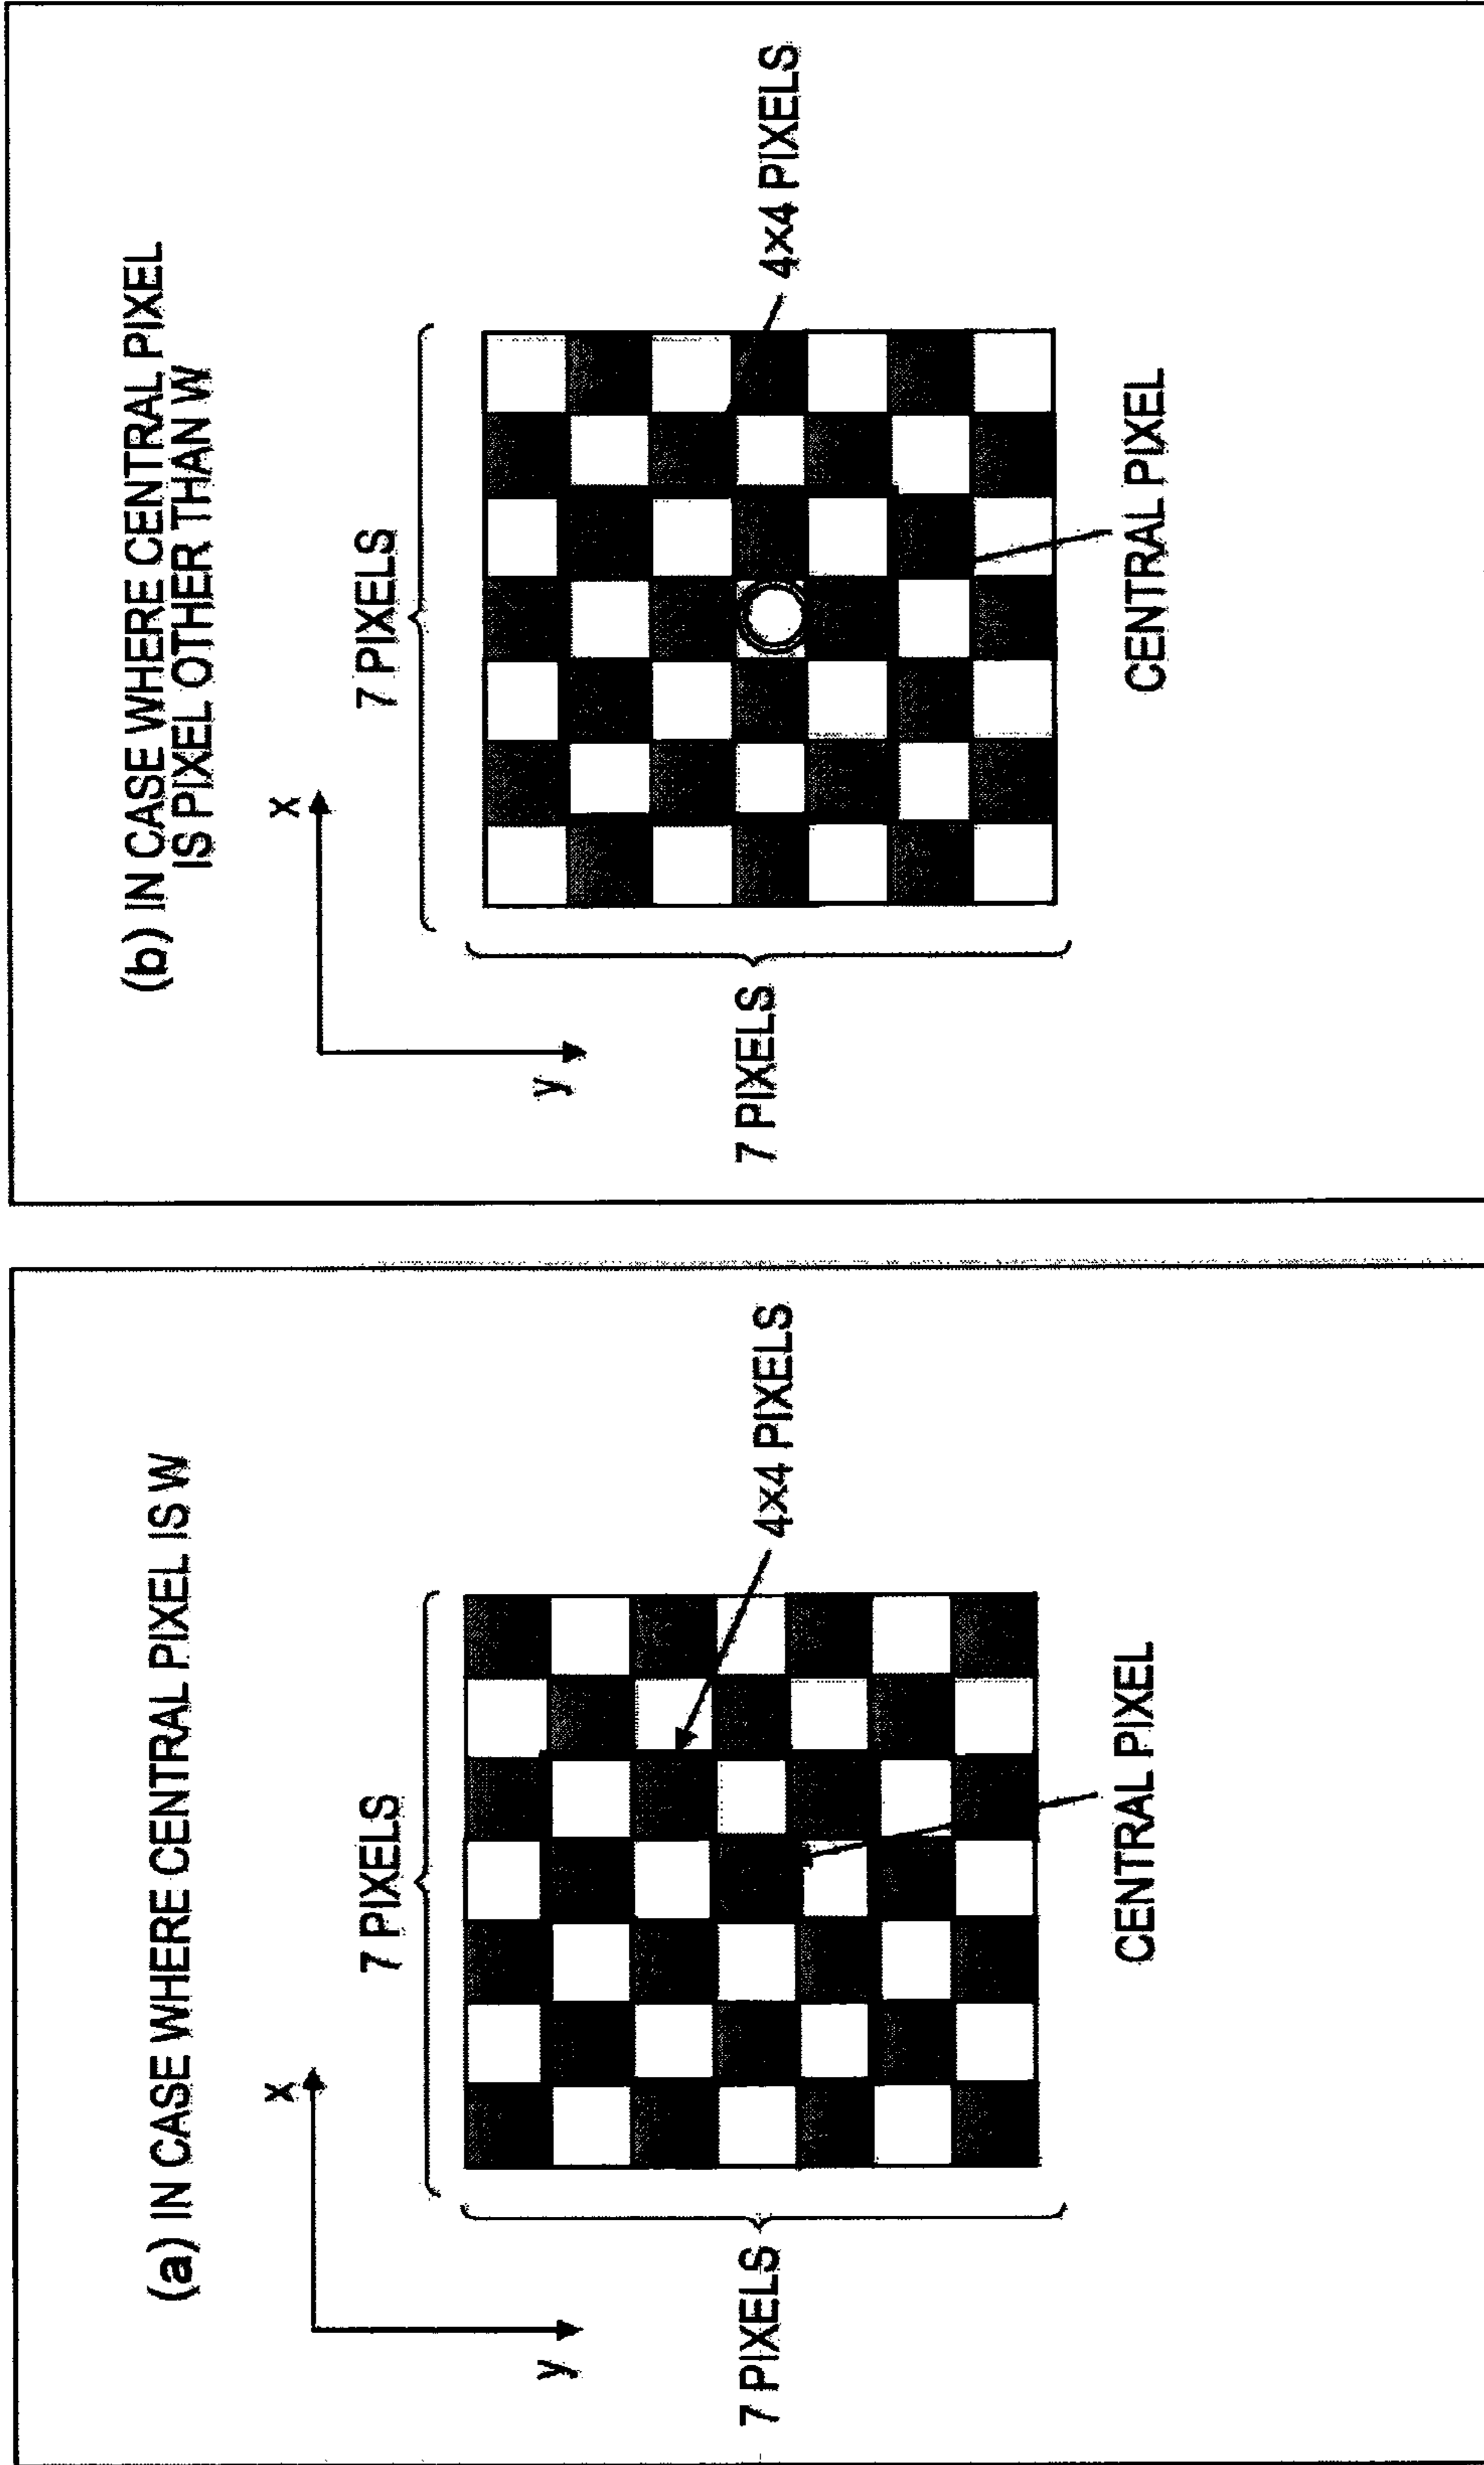 (a) IN CASE WHERE CENTRAL PIXEL IS W
x
y
7 PIXELS
7 PIXELS
4×4 PIXELS
CENTRAL PIXEL
(b) IN CASE WHERE CENTRAL PIXEL
IS PIXEL OTHER THAN W
x
y
7 PIXELS
7 PIXELS
4×4 PIXELS
CENTRAL PIXEL